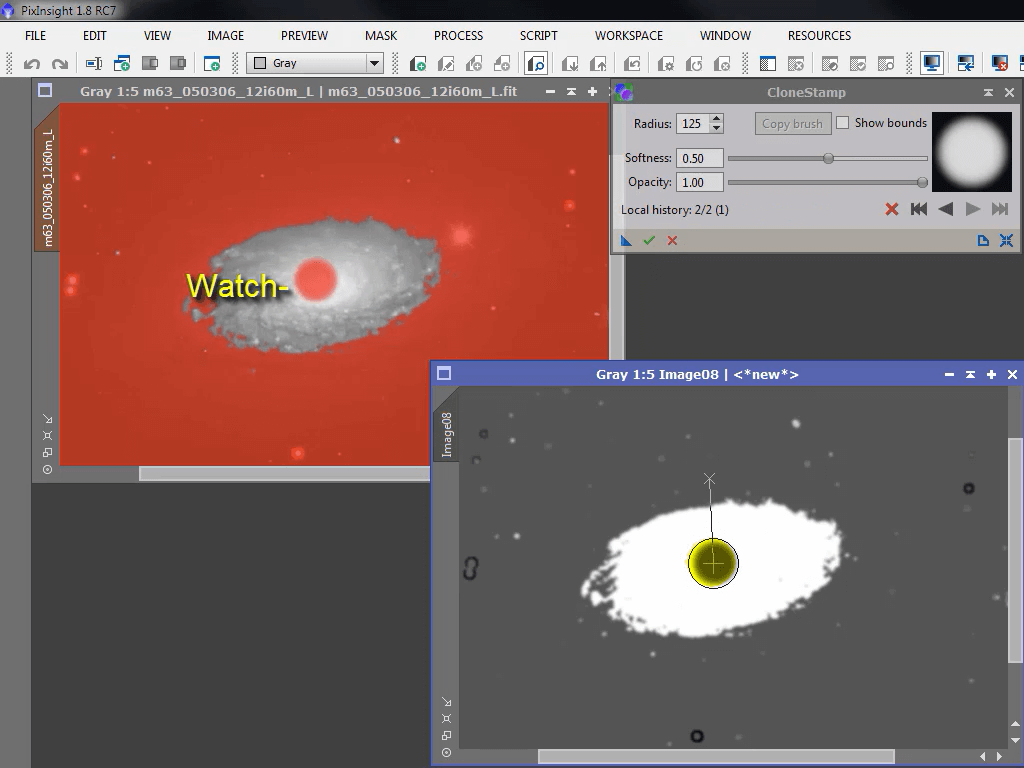 PixInsight 1.8 RC7
FILE EDIT VIEW IMAGE PREVIEW MASK PROCESS SCRIPT WORKSPACE WINDOW RESOURCES
Gray
Gray 1:5 m63_050306_12i60m_L | m63_050306_12i60m_L.fit
m63_050306_12i60m_L
Watch-
CloneStamp
Radius: 125 Copy brush Show bounds
Softness: 0.50
Opacity: 1.00
Local history: 2/2 (1)
Gray 1:5 Image08 | <*new*>
Image08